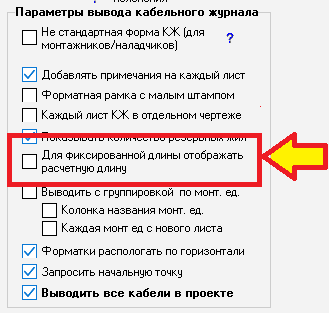 Параметры вывода кабельного журнала
Не стандартная форма КЖ (для
монтажников/наладчиков)
?
Добавлять примечания на каждый лист
Форматная рамка с малым штампом
Каждый лист КЖ в отдельном чертеже
Показывать количество резервных жил
Для фиксированной длины отображать
расчетную длину
Выводить с группировкой по монт. ед.
Колонка названия монт. ед.
Каждая монт ед с нового листа
Форматки распологать по горизонтали
Запросить начальную точку
Выводить все кабели в проекте